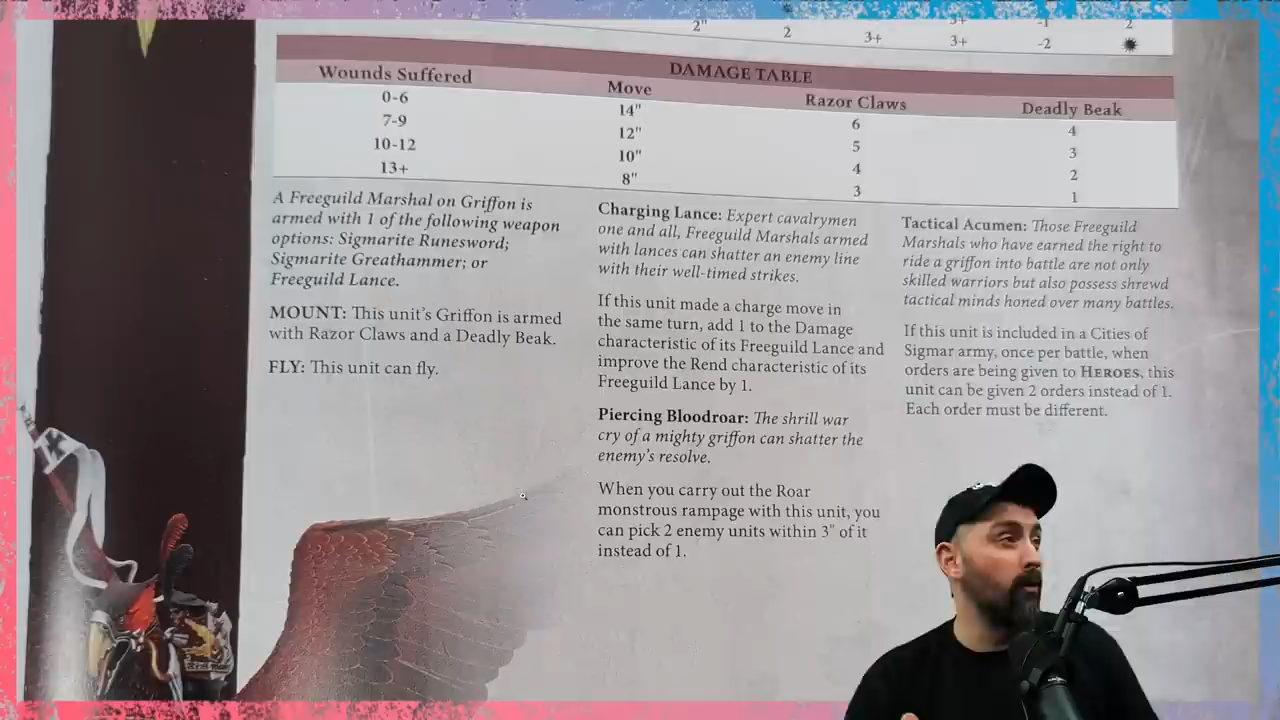 3+ -1 2
2" 2 3+ 3+ -2
DAMAGE TABLE
Wounds Suffered Move Razor Claws Deadly Beak
0-6 14" 6 4
7-9 12" 5 3
10-12 10" 4 2
13+ 8" 3 1
A Freeguild Marshal on Griffon is
armed with 1 of the following weapon
options: Sigmarite Runesword;
Sigmarite Greathammer; or
Freeguild Lance.
MOUNT: This unit's Griffon is armed
with Razor Claws and a Deadly Beak.
FLY: This unit can fly.
Charging Lance: Expert cavalrymen
one and all, Freeguild Marshals armed
with lances can shatter an enemy line
with their well-timed strikes.
If this unit made a charge move in
the same turn, add 1 to the Damage
characteristic of its Freeguild Lance and
improve the Rend characteristic of its
Freeguild Lance by 1.
Piercing Bloodroar: The shrill war
cry of a mighty griffon can shatter the
enemy's resolve.
When you carry out the Roar
monstrous rampage with this unit, you
can pick 2 enemy units within 3" of it
instead of 1.
Tactical Acumen: Those Freeguild
Marshals who have earned the right to
ride a griffon into battle are not only
skilled warriors but also possess shrewd
tactical minds honed over many battles.
If this unit is included in a Cities of
Sigmar army, once per battle, when
orders are being given to HEROES, this
unit can be given 2 orders instead of 1.
Each order must be different.